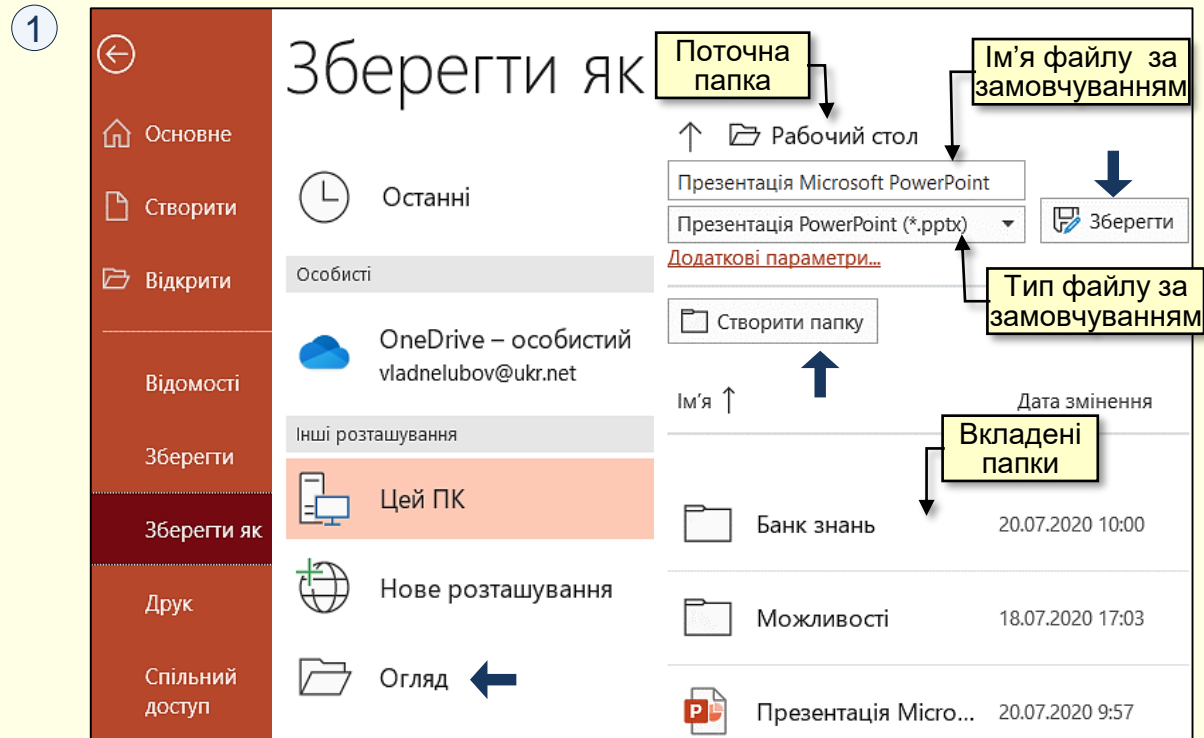 1
Зберегти як
Поточна
папка
Ім’я файлу за
замовчуванням
Основне
Створити
Відкрити
Відомості
Зберегти
Зберегти як
Друк
Спільний
доступ
Останні
Особисті
OneDrive – особистий
vladnelubov@ukr.net
Інші розташування
Цей ПК
Нове розташування
Огляд
Рабочий стол
Презентація Microsoft PowerPoint
Презентація PowerPoint (*.pptx)
Зберегти
Додаткові параметри...
Тип файлу за
замовчуванням
Створити папку
Ім’я Дата змінення
Вкладені
папки
Банк знань 20.07.2020 10:00
Можливості 18.07.2020 17:03
Презентація Micro... 20.07.2020 9:57